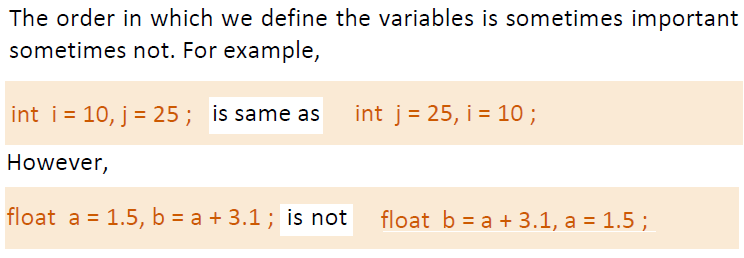 The order in which we define the variables is sometimes important
sometimes not. For example,
int i = 10, j = 25 ; is same as int j = 25, i = 10 ;
However,
float a = 1.5, b = a + 3.1 ; is not float b = a + 3.1, a = 1.5 ;